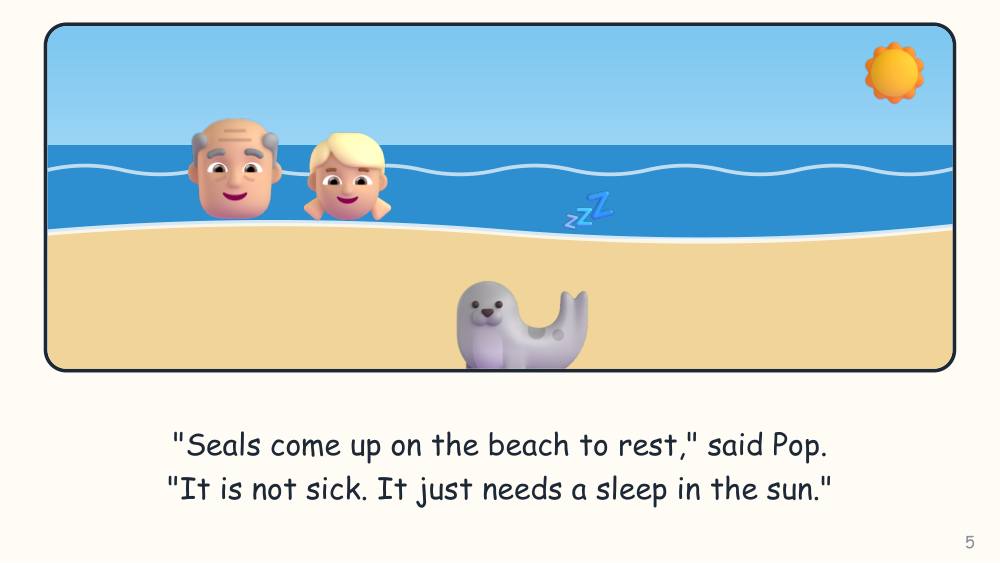 💤
"Seals come up on the beach to rest," said Pop.
"It is not sick. It just needs a sleep in the sun."
5